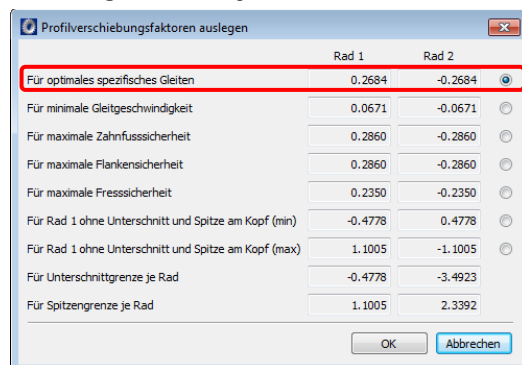 Profilverschiebungsfaktoren auslegen
Rad 1 Rad 2
Für optimales spezifisches Gleiten 0.2684 -0.2684
Für minimale Gleitgeschwindigkeit 0.0671 -0.0671
Für maximale Zahnfusssicherheit 0.2860 -0.2860
Für maximale Flankensicherheit 0.2860 -0.2860
Für maximale Fresssicherheit 0.2350 -0.2350
Für Rad 1 ohne Unterschnitt und Spitze am Kopf (min) -0.4778 0.4778
Für Rad 1 ohne Unterschnitt und Spitze am Kopf (max) 1.1005 -1.1005
Für Unterschnittgrenze je Rad -0.4778 -3.4923
Für Spitzengrenze je Rad 1.1005 2.3392
OK Abbrechen